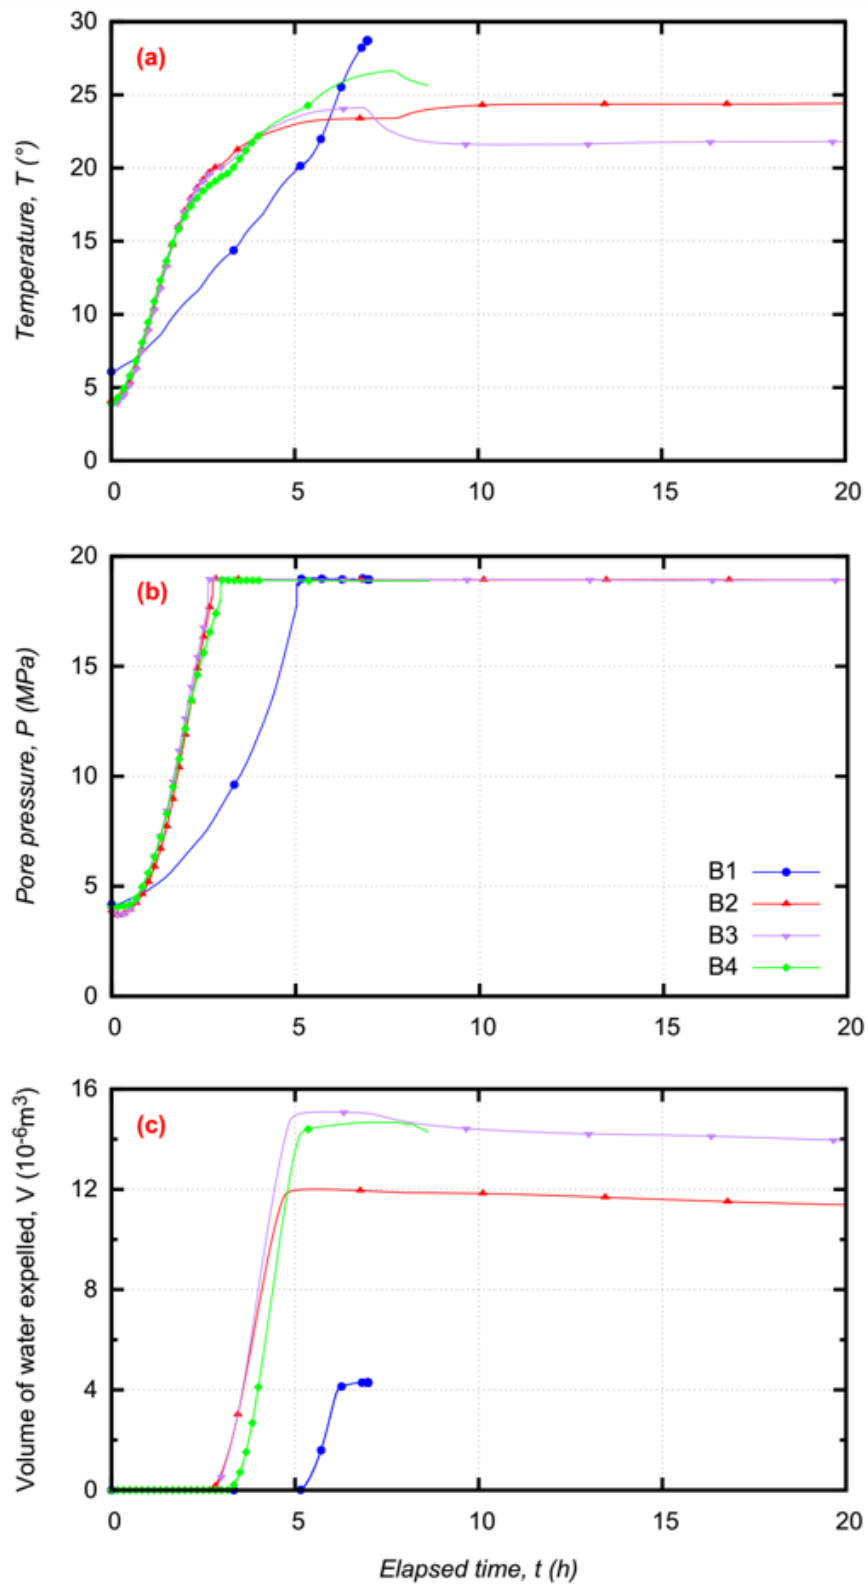 30
25
20
15
10
5
0
Temperature, T (°)
(a)
0 5 10 15 20
20
15
10
5
0
Pore pressure, P (MPa)
(b)
B1
B2
B3
B4
0 5 10 15 20
16
12
8
4
0
Volume of water expelled, V (10⁻⁶m³)
(c)
0 5 10 15 20
Elapsed time, t (h)